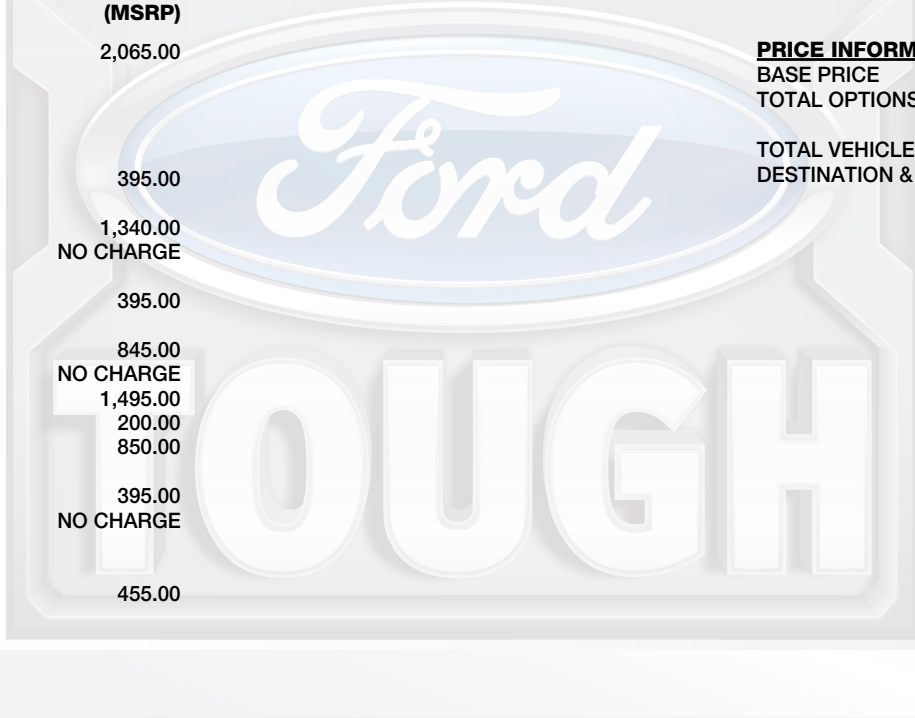 (MSRP)
2,065.00
395.00
1,340.00
NO CHARGE
395.00
845.00
NO CHARGE
1,495.00
200.00
850.00
395.00
NO CHARGE
455.00
PRICE INFORM
BASE PRICE
TOTAL OPTIONS
TOTAL VEHICLE
DESTINATION &
Ford
TOUGH